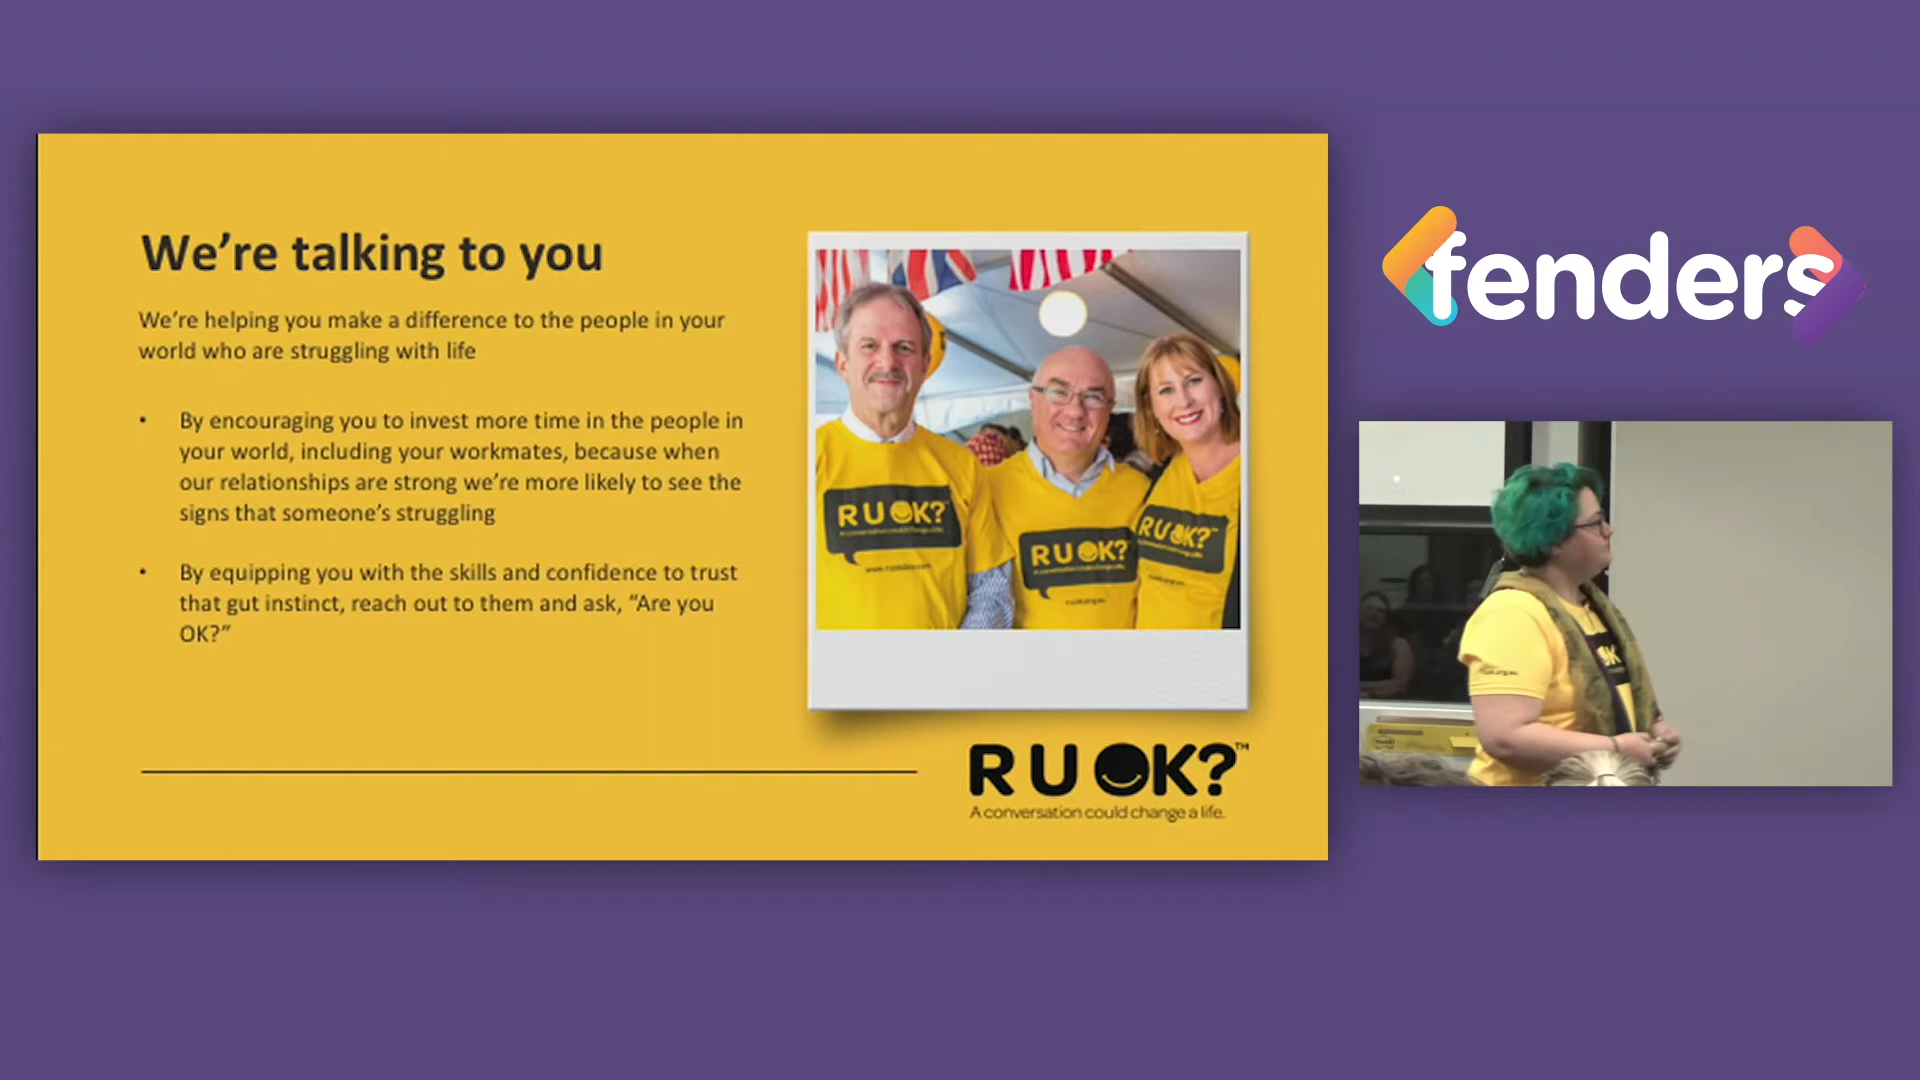 We're talking to you
We're helping you make a difference to the people in your
world who are struggling with life
• By encouraging you to invest more time in the people in
your world, including your workmates, because when
our relationships are strong we're more likely to see the
signs that someone's struggling
• By equipping you with the skills and confidence to trust
that gut instinct, reach out to them and ask, “Are you
OK?”
R U OK?
R U OK?
R U OK?
R U OK?™
A conversation could change a life.
fenders